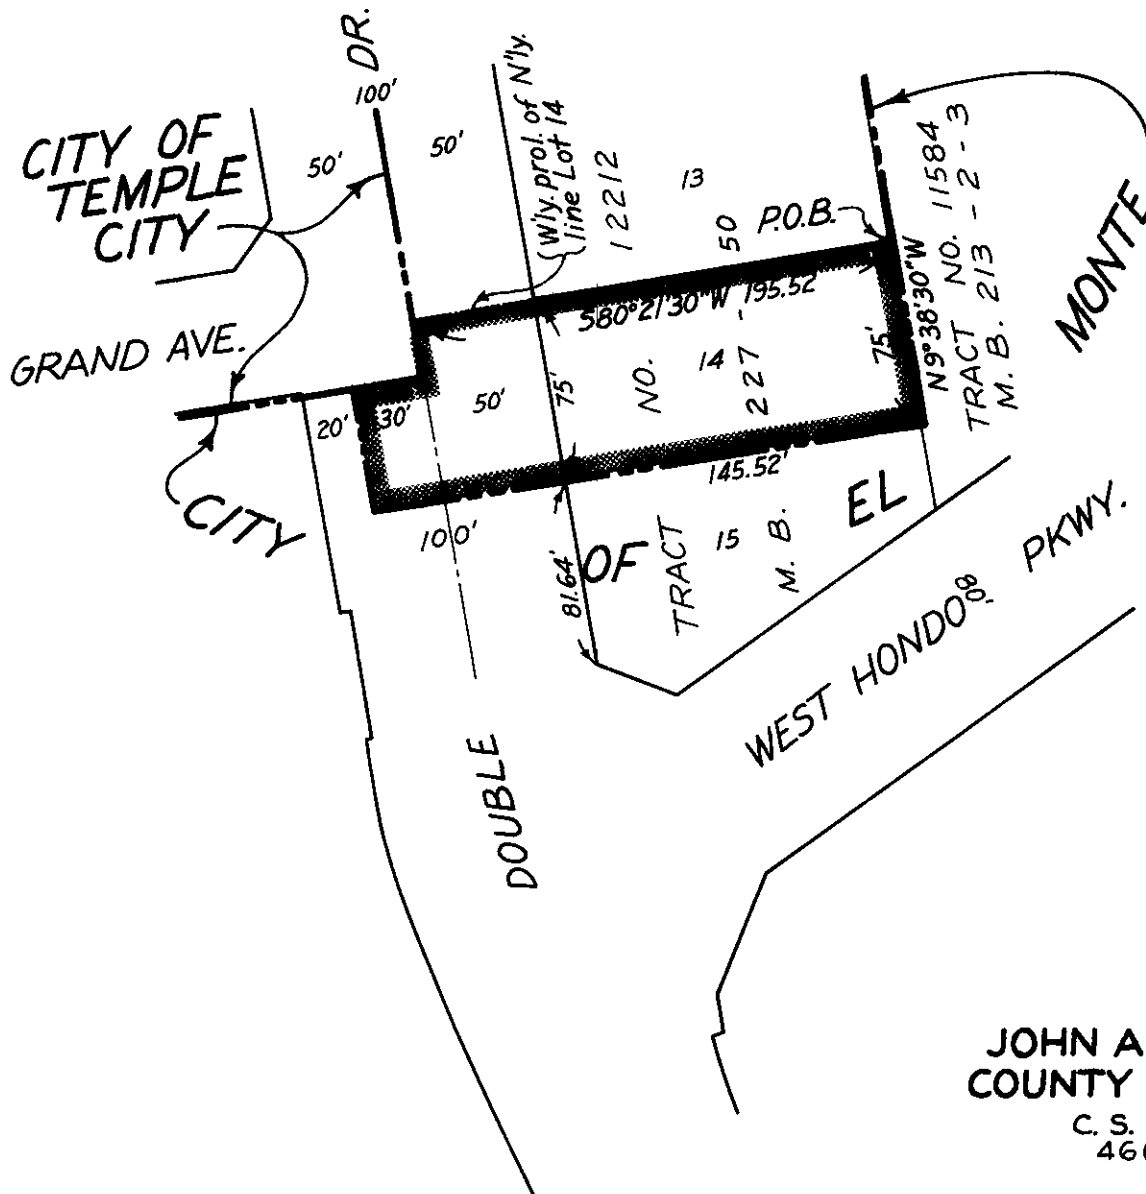 DR.
100'
CITY OF
TEMPLE
CITY
50'
50'
W'ly. prol. of N'ly.
line Lot 14
12212
13
50
P.O.B.
TRACT NO. 11584
M. B. 213 - 2 - 3
MONTE
N9°38'30"W
S80°21'30"W 195.52'
GRAND AVE.
20'
30'
50'
75'
NO.
14
227
75'
145.52'
CITY
100'
OF
EL
81.64'
TRACT
15
M. B.
80'
WEST HONDO PKWY.
DOUBLE
JOHN A
COUNTY
C. S.